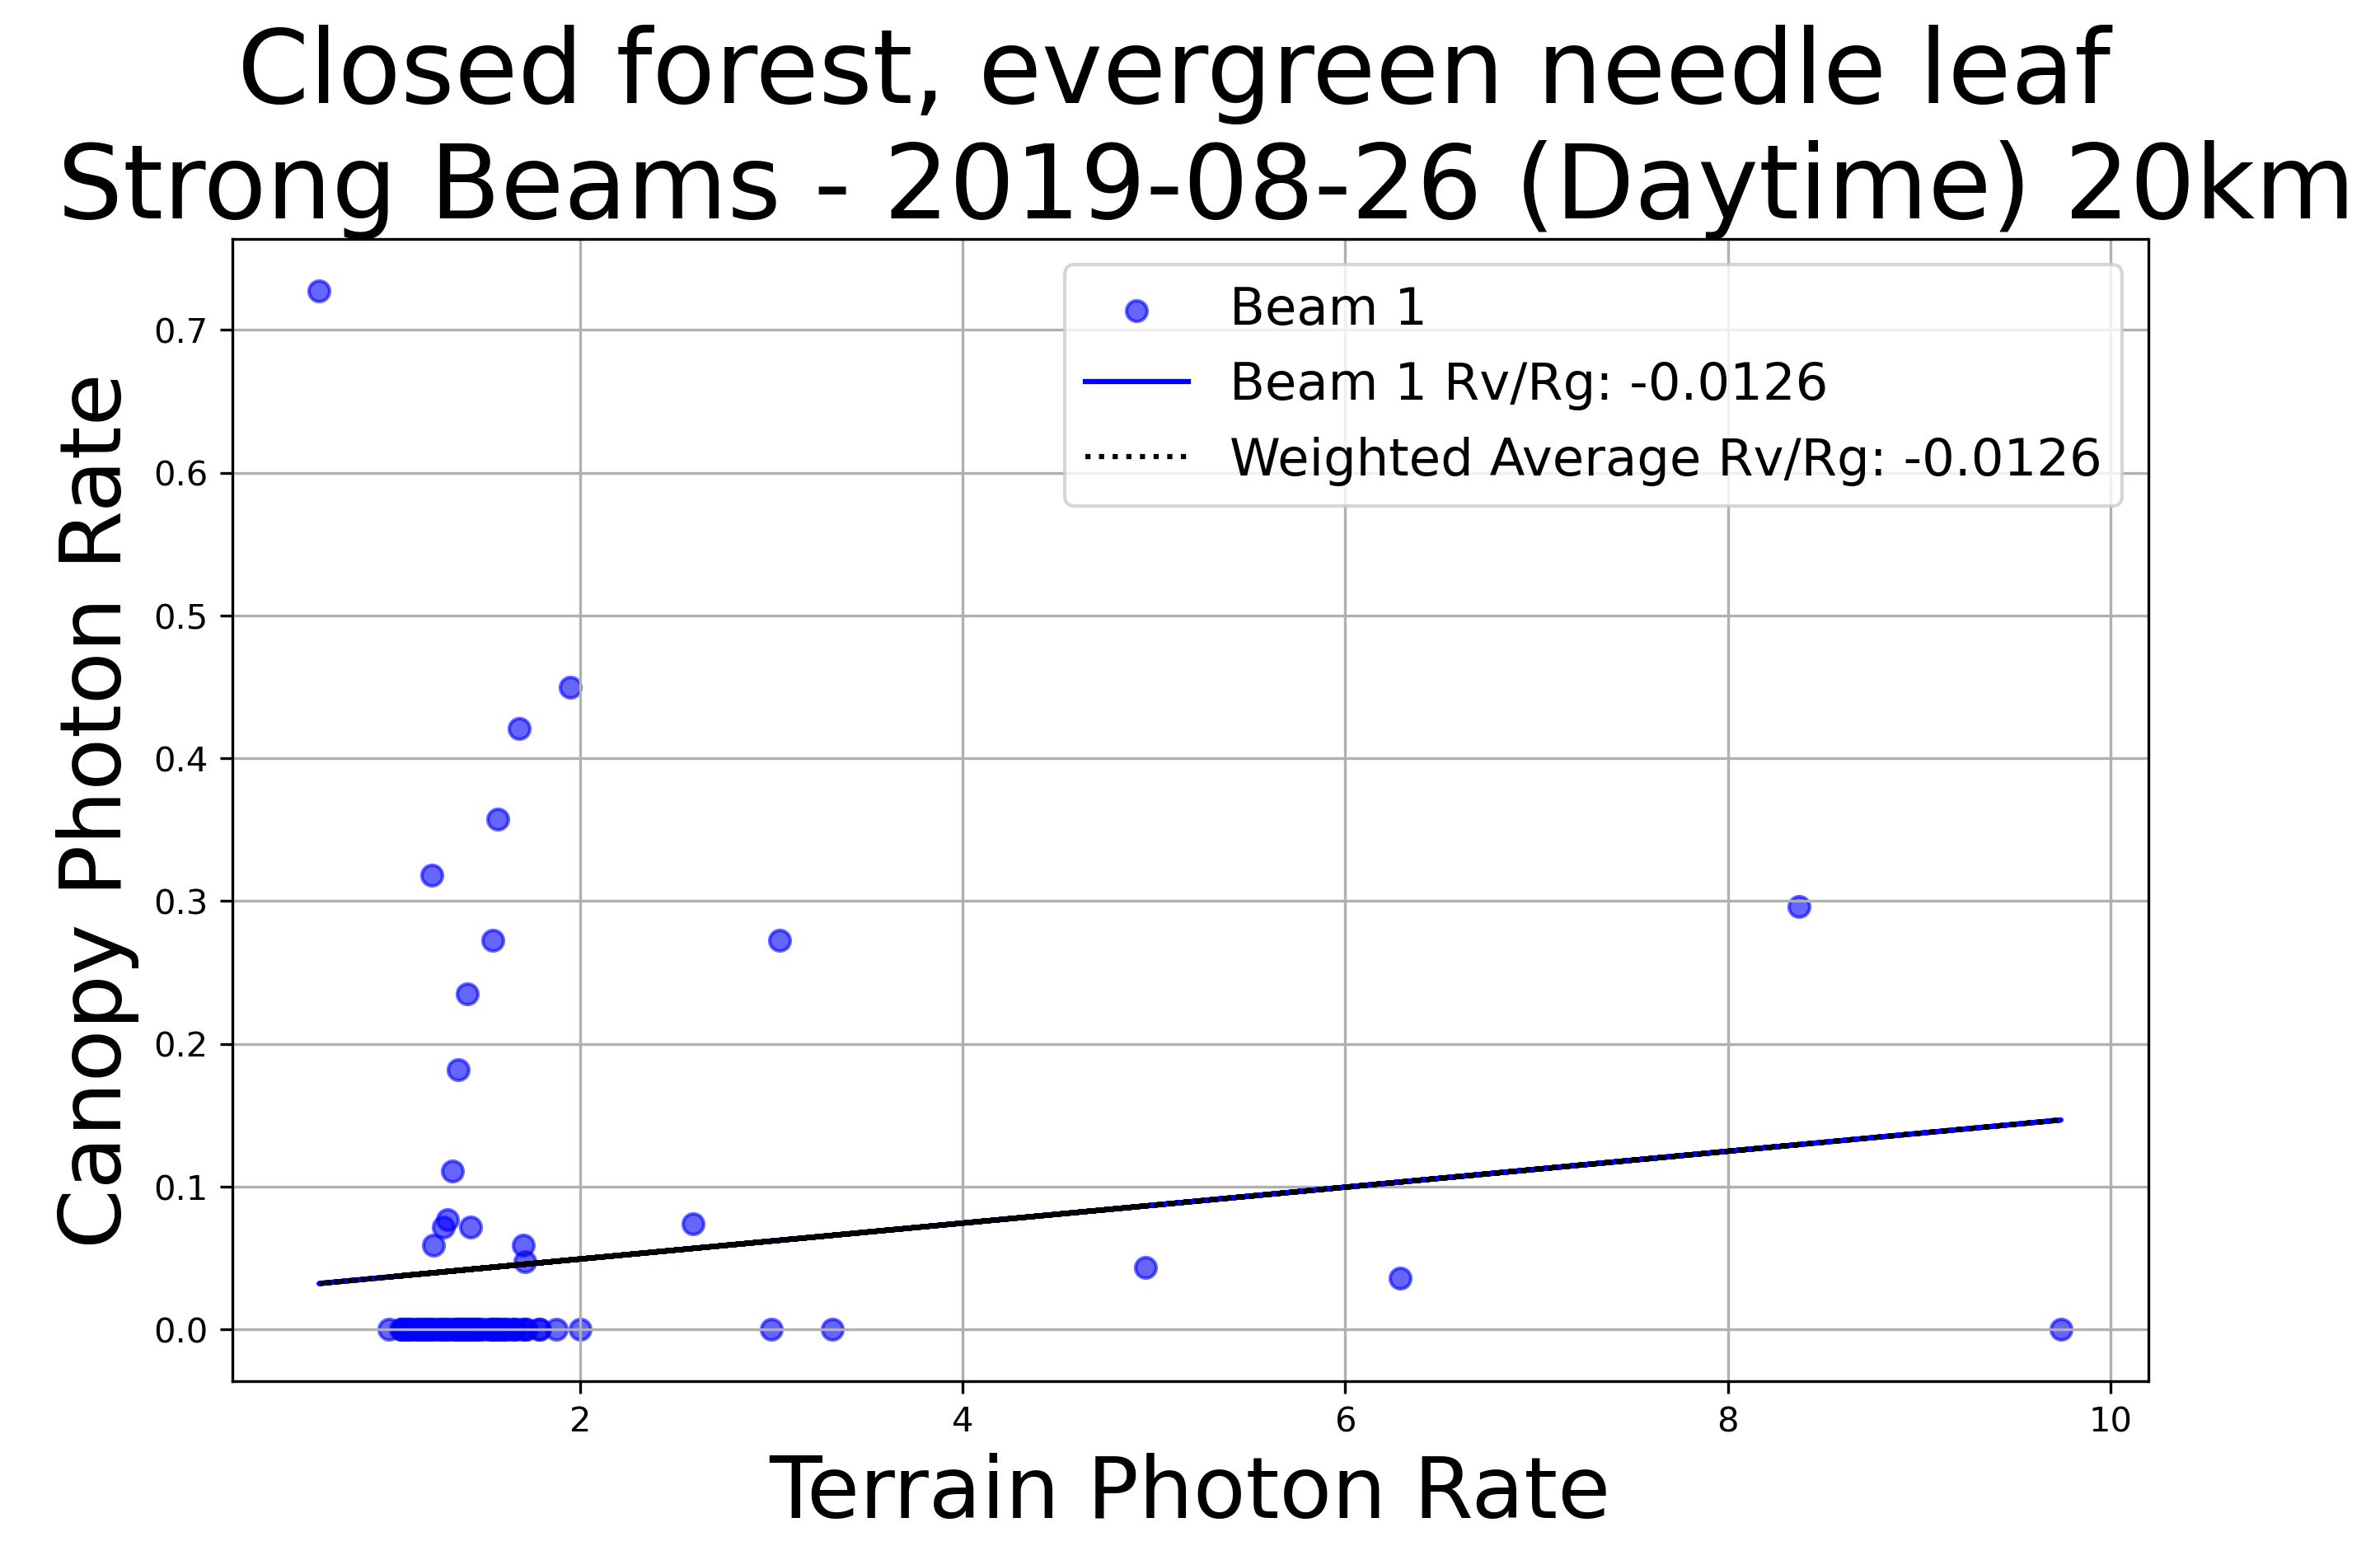 Closed forest, evergreen needle leaf
Strong Beams - 2019-08-26 (Daytime) 20km
Canopy Photon Rate
0.7
0.6
0.5
0.4
0.3
0.2
0.1
0.0
Beam 1
Beam 1 Rv/Rg: -0.0126
Weighted Average Rv/Rg: -0.0126
2
4
6
8
10
Terrain Photon Rate